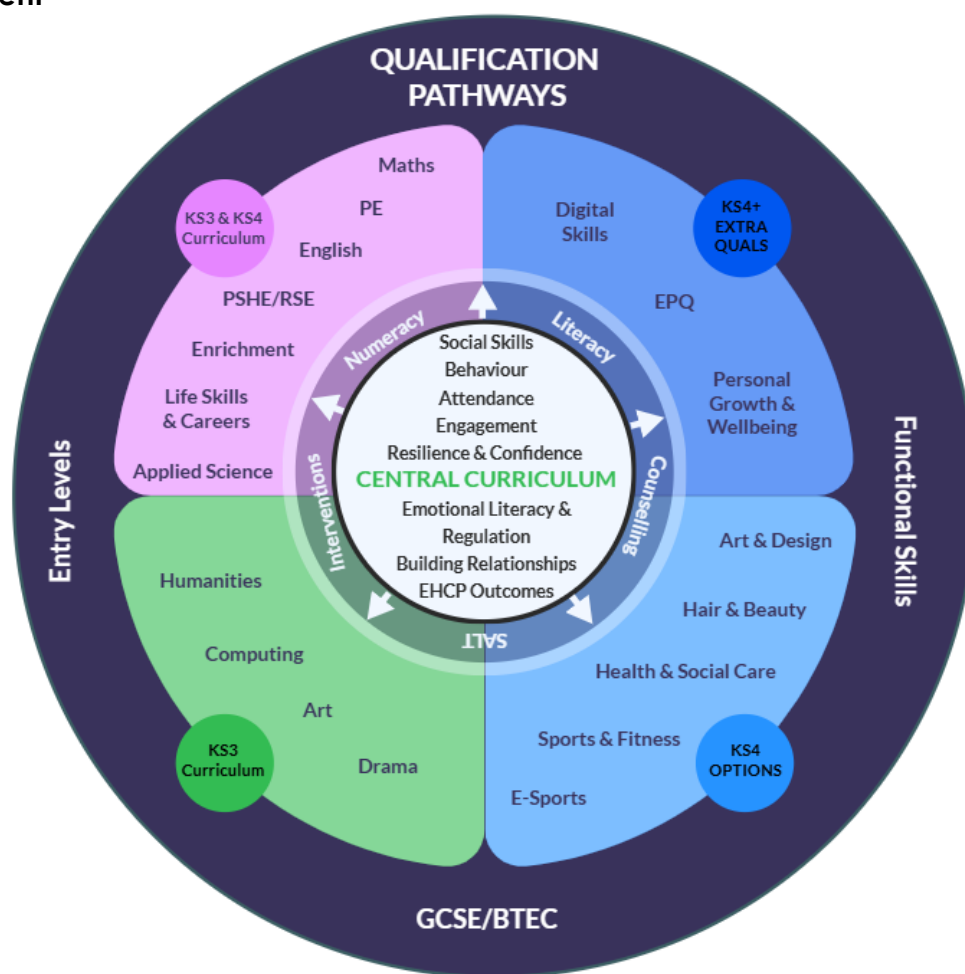 QUALIFICATION
PATHWAYS
KS3 & KS4
Curriculum
Maths
PE
English
PSHE/RSE
Enrichment
Life Skills
& Careers
Applied Science
KS4+
EXTRA
QUALS
Digital
Skills
EPQ
Personal
Growth &
Wellbeing
Entry Levels
Functional Skills
Numeracy
Literacy
Counselling
SALT
Interventions
Social Skills
Behaviour
Attendance
Engagement
Resilience & Confidence
CENTRAL CURRICULUM
Emotional Literacy &
Regulation
Building Relationships
EHCP Outcomes
Humanities
Computing
Art
Drama
KS3
Curriculum
Art & Design
Hair & Beauty
Health & Social Care
Sports & Fitness
E-Sports
KS4
OPTIONS
GCSE/BTEC